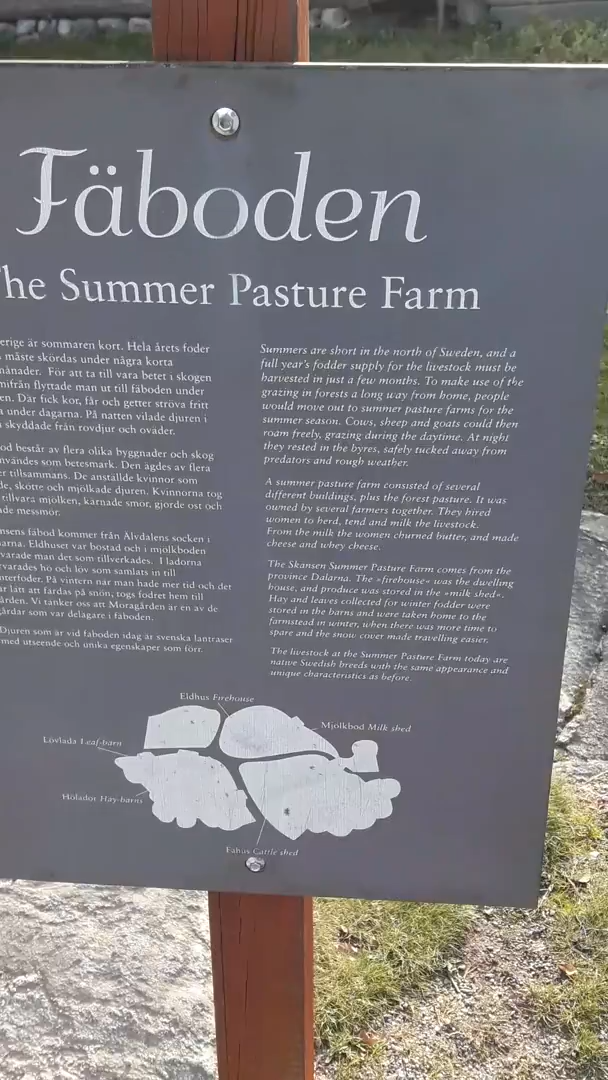 Fäboden
The Summer Pasture Farm
erige är sommaren kort. Hela årets foder
måste skördas under några korta
månader. För att ta till vara betet i skogen
mifrån flyttade man ut till fäboden under
en. Där fick kor, får och getter ströva fritt
a under dagarna. På natten vilade djuren i
skyddade från rovdjur och oväder.
od består av flera olika byggnader och skog
nvändes som betesmark. Den ägdes av flera
er tillsammans. De anställde kvinnor som
de, skötte och mjölkade djuren. Kvinnorna tog
tillvara mjölken, kärnade smör, gjorde ost och
ade messmör.
nsens fäbod kommer från Älvdalens socken i
arna. Eldhuset var bostad och i mjölkboden
varade man det som tillverkades. I ladorna
rvarades hö och löv som samlats in till
nterfoder. På vintern när man hade mer tid och det
ar lätt att färdas på snön, togs fodret hem till
ården. Vi tänker oss att Moragården är en av de
årdar som var delägare i fäboden.
Djuren som är vid fäboden idag är svenska lantraser
med utseende och unika egenskaper som förr.
Summers are short in the north of Sweden, and a
full year's fodder supply for the livestock must be
harvested in just a few months. To make use of the
grazing in forests a long way from home, people
would move out to summer pasture farms for the
summer season. Cows, sheep and goats could then
roam freely, grazing during the daytime. At night
they rested in the byres, safely tucked away from
predators and rough weather.
A summer pasture farm consisted of several
different buildings, plus the forest pasture. It was
owned by several farmers together. They hired
women to herd, tend and milk the livestock.
From the milk the women churned butter, and made
cheese and whey cheese.
The Skansen Summer Pasture Farm comes from the
province Dalarna. The »firehouse« was the dwelling
house, and produce was stored in the »milk shed«.
Hay and leaves collected for winter fodder were
stored in the barns and were taken home to the
farmstead in winter, when there was more time to
spare and the snow cover made travelling easier.
The livestock at the Summer Pasture Farm today are
native Swedish breeds with the same appearance and
unique characteristics as before.
Eldhus Firehouse
Mjölkbod Milk shed
Lövlada Leaf-barn
Hölador Hay-barns
Fähus Cattle shed